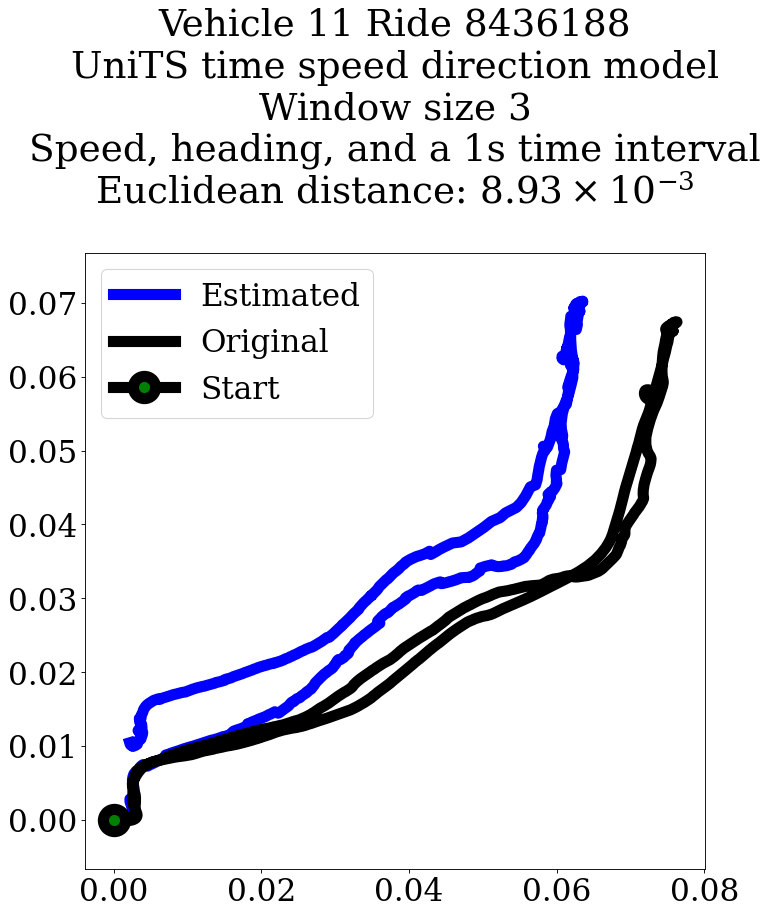 Vehicle 11 Ride 8436188
UniTS time speed direction model
Window size 3
Speed, heading, and a 1s time interval
Euclidean distance: 8.93 × 10⁻³
Estimated
Original
Start
0.07
0.06
0.05
0.04
0.03
0.02
0.01
0.00
0.00 0.02 0.04 0.06 0.08